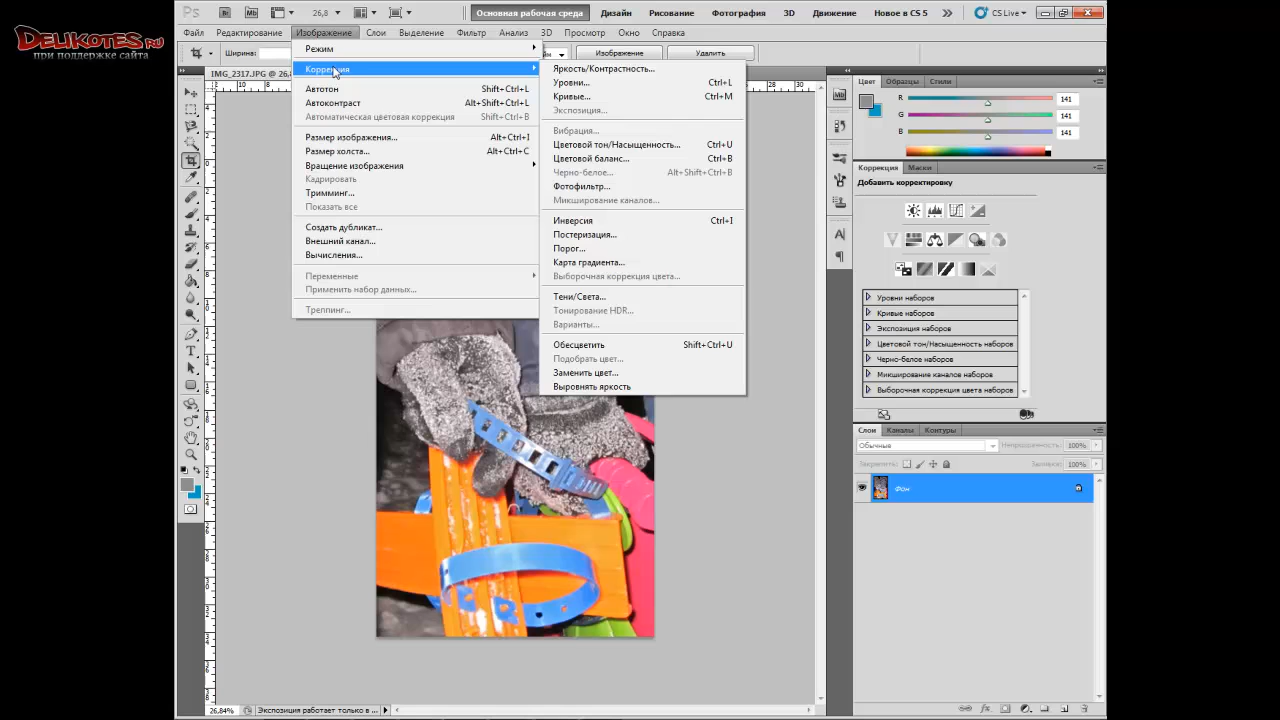 DELIKOTES.RU
при поддержке сайта
Ps
Br
Mb
26,8
Основная рабочая среда
Дизайн
Рисование
Фотография
3D
Движение
Новое в CS 5
CS Live
Файл
Редактирование
Изображение
Слои
Выделение
Фильтр
Анализ
3D
Просмотр
Окно
Справка
Ширина:
Изображение
Удалить
IMG_2317.JPG @ 26,8
Режим
Коррекция
Автотон Shift+Ctrl+L
Автоконтраст Alt+Shift+Ctrl+L
Автоматическая цветовая коррекция Shift+Ctrl+B
Размер изображения... Alt+Ctrl+I
Размер холста... Alt+Ctrl+C
Вращение изображения
Кадрировать
Тримминг...
Показать все
Создать дубликат...
Внешний канал...
Вычисления...
Переменные
Применить набор данных...
Треппинг...
Яркость/Контрастность...
Уровни... Ctrl+L
Кривые... Ctrl+M
Экспозиция...
Вибрация...
Цветовой тон/Насыщенность... Ctrl+U
Цветовой баланс... Ctrl+B
Черно-белое... Alt+Shift+Ctrl+B
Фотофильтр...
Микширование каналов...
Инверсия Ctrl+I
Постеризация...
Порог...
Карта градиента...
Выборочная коррекция цвета...
Тени/Света...
Тонирование HDR...
Варианты...
Обесцветить Shift+Ctrl+U
Подобрать цвет...
Заменить цвет...
Выровнять яркость
Цвет
Образцы
Стили
R 141
G 141
B 141
Коррекция
Маски
Добавить корректировку
Уровни наборов
Кривые наборов
Экспозиция наборов
Цветовой тон/Насыщенность наборов
Черно-белое наборов
Микширование каналов наборов
Выборочная коррекция цвета наборов
Слои
Каналы
Контуры
Обычные
Непрозрачность: 100%
Закрепить:
Заливка: 100%
Фон
26,84%
Экспозиция работает только в ...